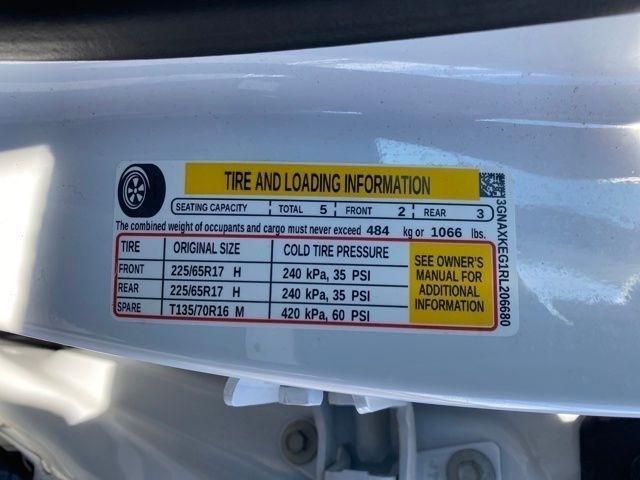 TIRE AND LOADING INFORMATION
SEATING CAPACITY TOTAL 5 FRONT 2 REAR 3
The combined weight of occupants and cargo must never exceed 484 kg or 1066 lbs.
TIRE ORIGINAL SIZE COLD TIRE PRESSURE
FRONT 225/65R17 H 240 kPa, 35 PSI
REAR 225/65R17 H 240 kPa, 35 PSI
SPARE T135/70R16 M 420 kPa, 60 PSI
SEE OWNER'S
MANUAL FOR
ADDITIONAL
INFORMATION
3GNAXKEG1RL206680